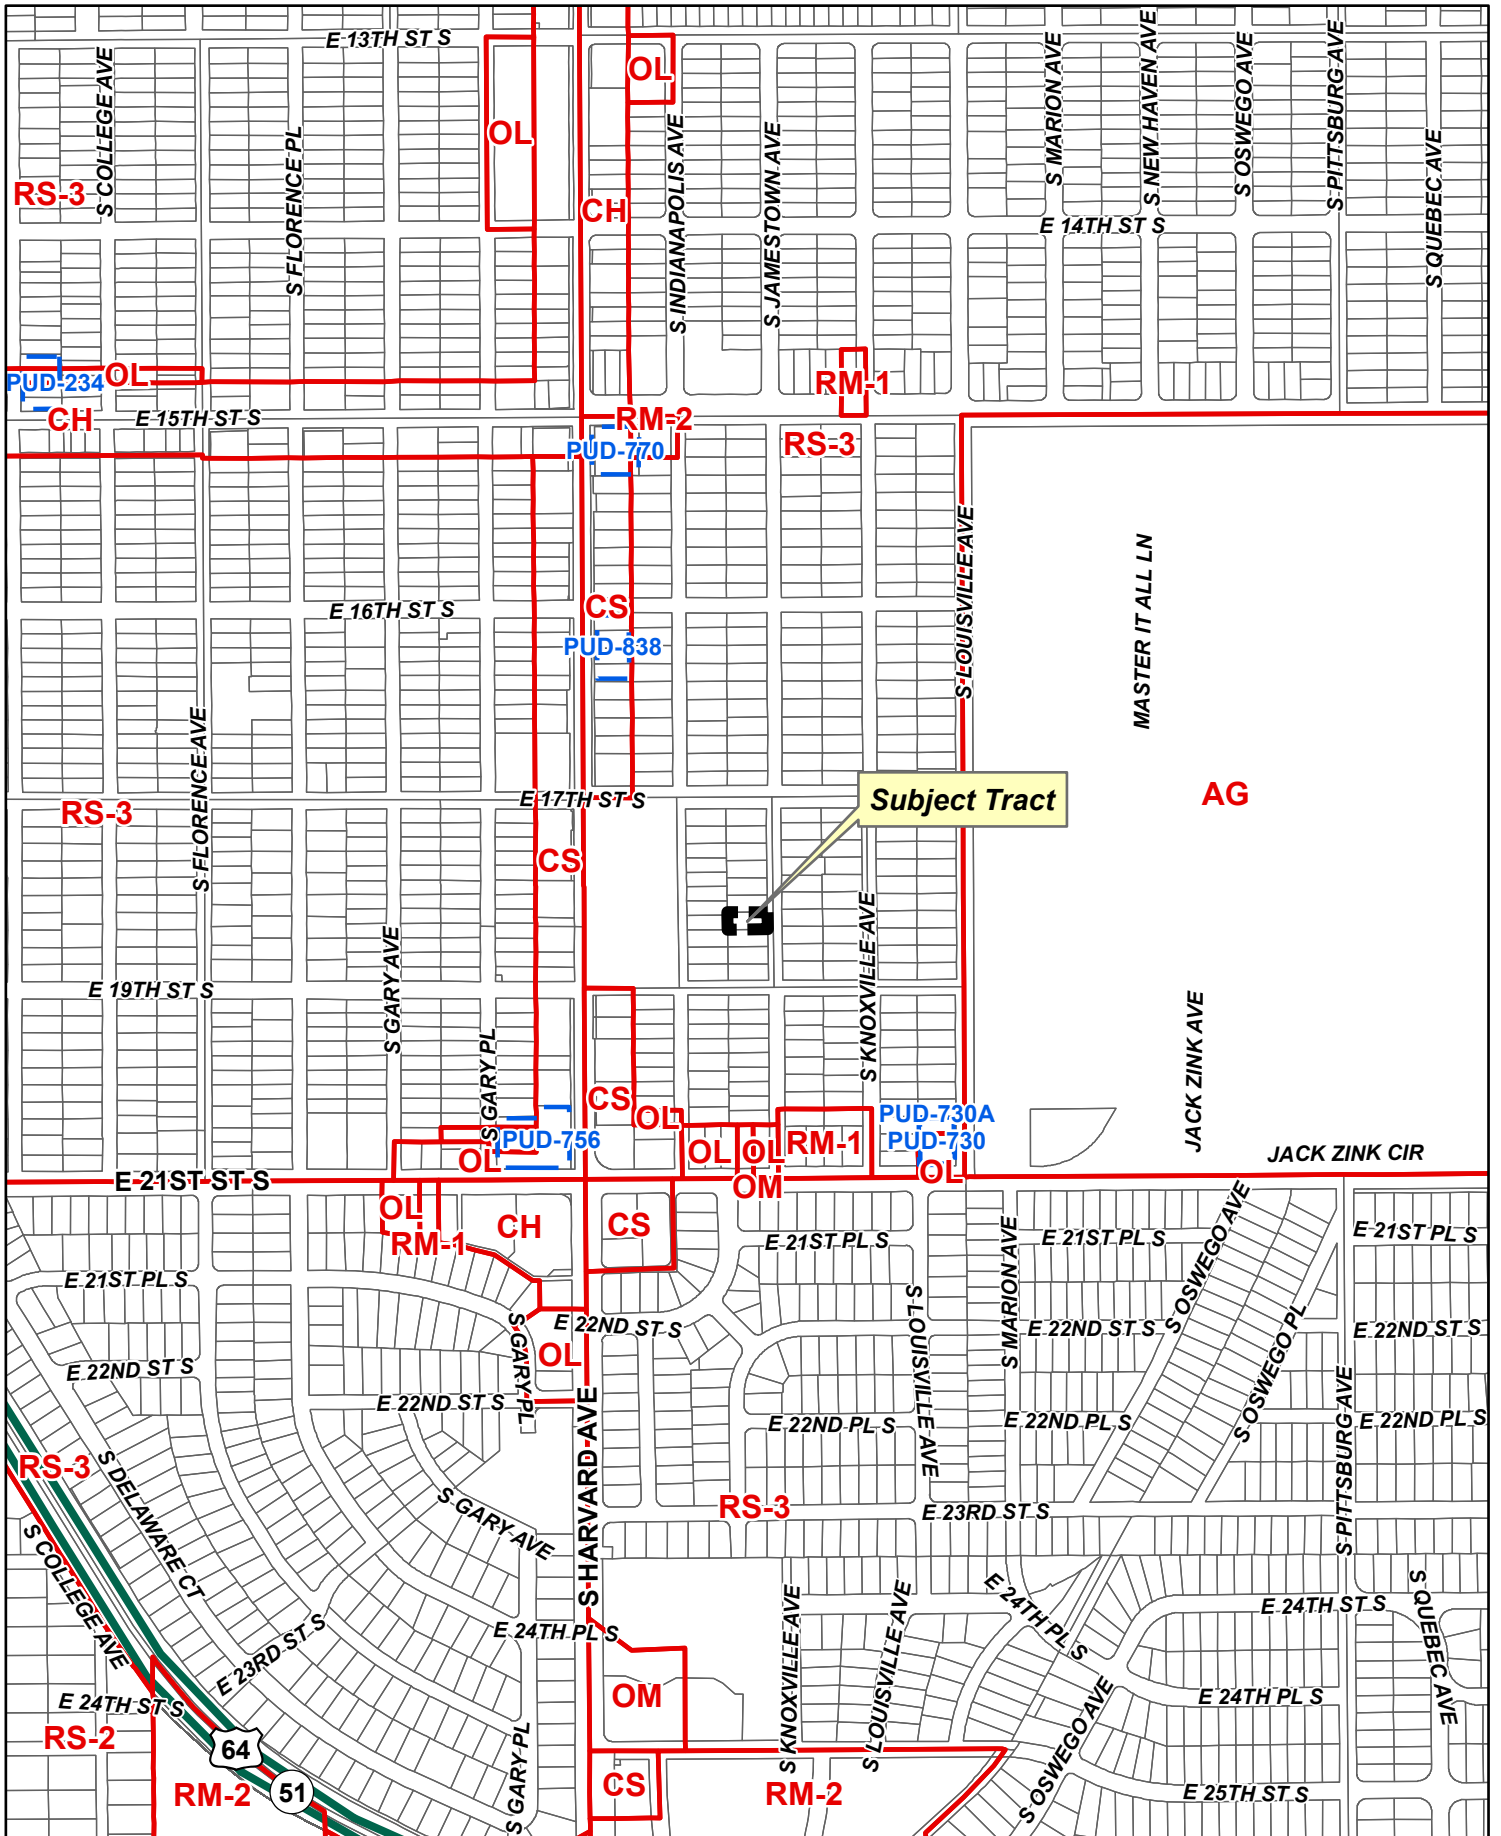 E 13TH ST S
S COLLEGE AVE
S FLORENCE PL
OL
OL
CH
RS-3
S INDIANAPOLIS AVE
S JAMESTOWN AVE
S MARION AVE
S NEW HAVEN AVE
S OSWEGO AVE
S PITTSBURG AVE
S QUEBEC AVE
E 14TH ST S
PUD-234
OL
CH
E 15TH ST S
RM-1
RM-2
PUD-770
RS-3
S LOUISVILLE AVE
MASTER IT ALL LN
E 16TH ST S
CS
PUD-838
S FLORENCE AVE
RS-3
E 17TH ST S
Subject Tract
AG
CS
S GARY AVE
S KNOXVILLE AVE
E 19TH ST S
S GARY PL
JACK ZINK AVE
CS
OL
PUD-756
OL
OL
OL
OM
RM-1
PUD-730A
PUD-730
OL
JACK ZINK CIR
E 21ST ST S
OL
RM-1
CH
CS
E 21ST PL S
E 21ST PL S
E 21ST PL S
E 21ST PL S
S OSWEGO AVE
S MARION AVE
S LOUISVILLE AVE
S GARY PL
E 22ND ST S
OL
E 22ND ST S
E 22ND ST S
S OSWEGO PL
E 22ND ST S
E 22ND ST S
S HARVARD AVE
E 22ND PL S
E 22ND PL S
E 22ND PL S
S PITTSBURG AVE
RS-3
S DELAWARE CT
S GARY AVE
RS-3
E 23RD ST S
S COLLEGE AVE
E 23RD ST S
E 24TH PL S
S KNOXVILLE AVE
S LOUISVILLE AVE
E 24TH PL S
E 24TH ST S
S QUEBEC AVE
E 24TH ST S
OM
S OSWEGO AVE
E 24TH PL S
RS-2
64
51
RM-2
S GARY PL
CS
RM-2
E 25TH ST S